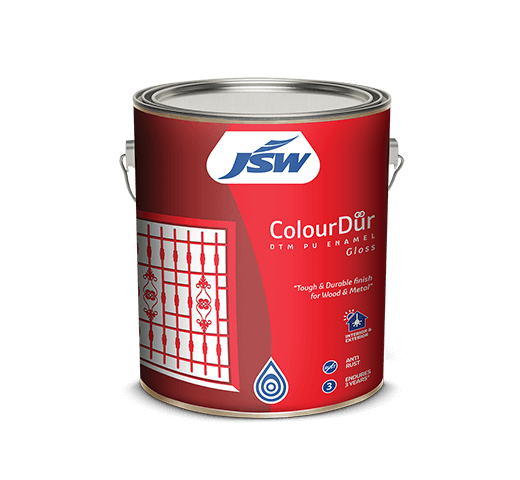 JSW
ColourDür
DTM PU ENAMEL
Gloss
"Tough & Durable finish
for Wood & Metal"
INTERIOR &
EXTERIOR
ANTI
RUST
3
ENDURES
3 YEARS*